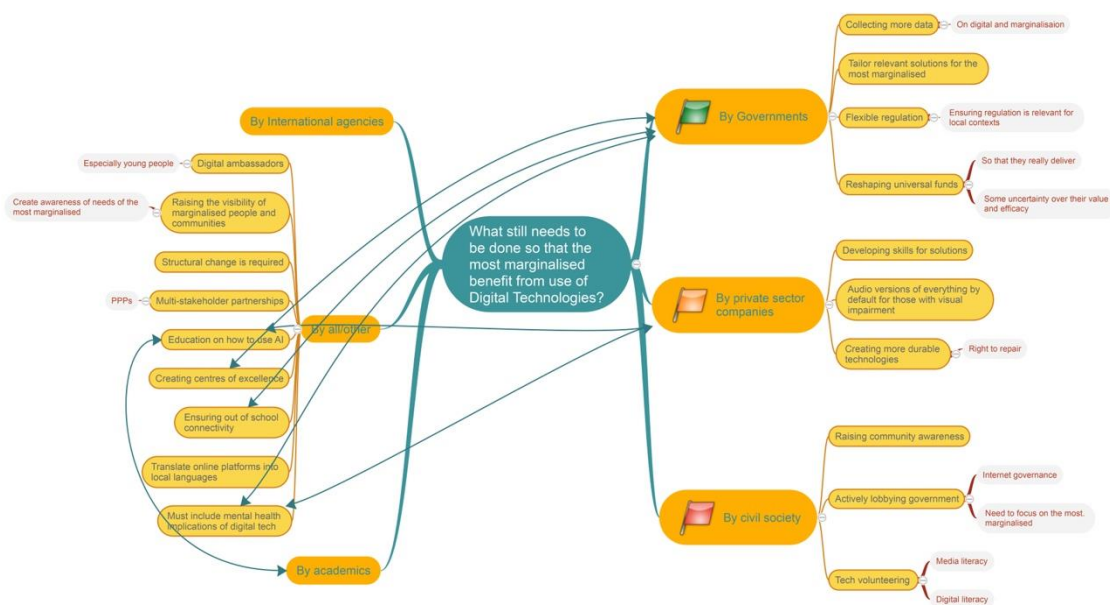 What still needs to
be done so that the
most marginalised
benefit from use of
Digital Technologies?
By International agencies
By all/other
Digital ambassadors
Especially young people
Raising the visibility of
marginalised people and
communities
Create awareness of needs of the
most marginalised
Structural change is required
Multi-stakeholder partnerships
PPPs
Education on how to use AI
Creating centres of excellence
Ensuring out of school
connectivity
Translate online platforms into
local languages
Must include mental health
implications of digital tech
By academics
By Governments
Collecting more data
On digital and marginalisaion
Tailor relevant solutions for the
most marginalised
Flexible regulation
Ensuring regulation is relevant for
local contexts
Reshaping universal funds
So that they really deliver
Some uncertainty over their value
and efficacy
By private sector
companies
Developing skills for solutions
Audio versions of everything by
default for those with visual
impairment
Creating more durable
technologies
Right to repair
By civil society
Raising community awareness
Actively lobbying government
Internet governance
Need to focus on the most.
marginalised
Tech volunteering
Media literacy
Digital literacy